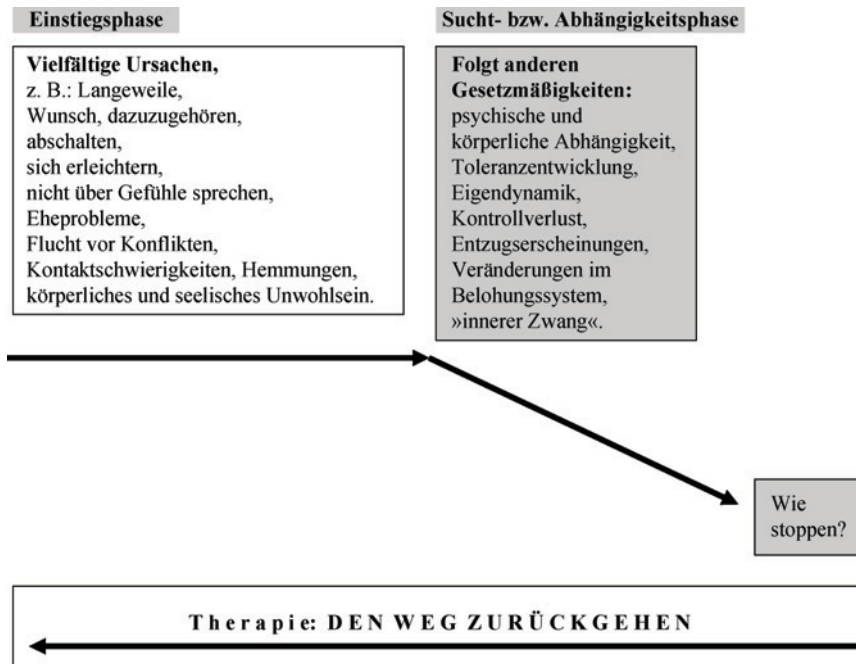 Einstiegsphase
Vielfältige Ursachen,
z. B.: Langeweile,
Wunsch, dazuzugehören,
abschalten,
sich erleichtern,
nicht über Gefühle sprechen,
Eheprobleme,
Flucht vor Konflikten,
Kontaktschwierigkeiten, Hemmungen,
körperliches und seelisches Unwohlsein.
Sucht- bzw. Abhängigkeitsphase
Folgt anderen
Gesetzmäßigkeiten:
psychische und
körperliche Abhängigkeit,
Toleranzentwicklung,
Eigendynamik,
Kontrollverlust,
Entzugserscheinungen,
Veränderungen im
Belohungssystem,
»innerer Zwang«.
Wie
stoppen?
Therapie: DEN WEG ZURÜCKGEHEN